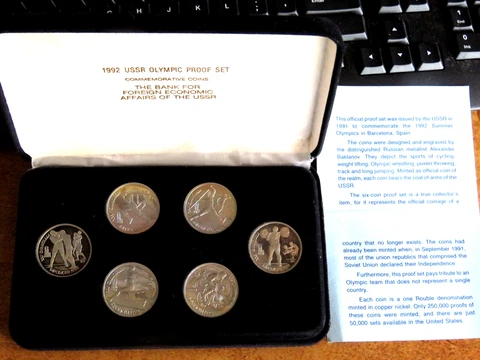 1992 USSR OLYMPIC PROOF SET
COMMEMORATIVE COINS
THE BANK FOR
FOREIGN ECONOMIC
AFFAIRS OF THE USSR
This official proof set was issued by the USSR in
1991 to commemorate the 1992 Summer
Olympics in Barcelona, Spain
The coins were designed and engraved by
the distinguished Russian medalist Alexander
Baklanov. They depict the sports of cycling,
weight lifting, Olympic wrestling, javelin throwing,
track and long jumping. Minted as official coin of
the realm, each coin bears the coat of arms of the
USSR.
The six-coin proof set is a true collector's
item, for it represents the official coinage of a
country that no longer exists. The coins had
already been minted when, in September 1991,
most of the union republics that comprised the
Soviet Union declared their Independence.
Furthermore, this proof set pays tribute to an
Olympic team that does not represent a single
country.
Each coin is a one Rouble denomination
minted in copper nickel. Only 250,000 proofs
of these coins were minted, and there are just
50,000 sets available in the United States.